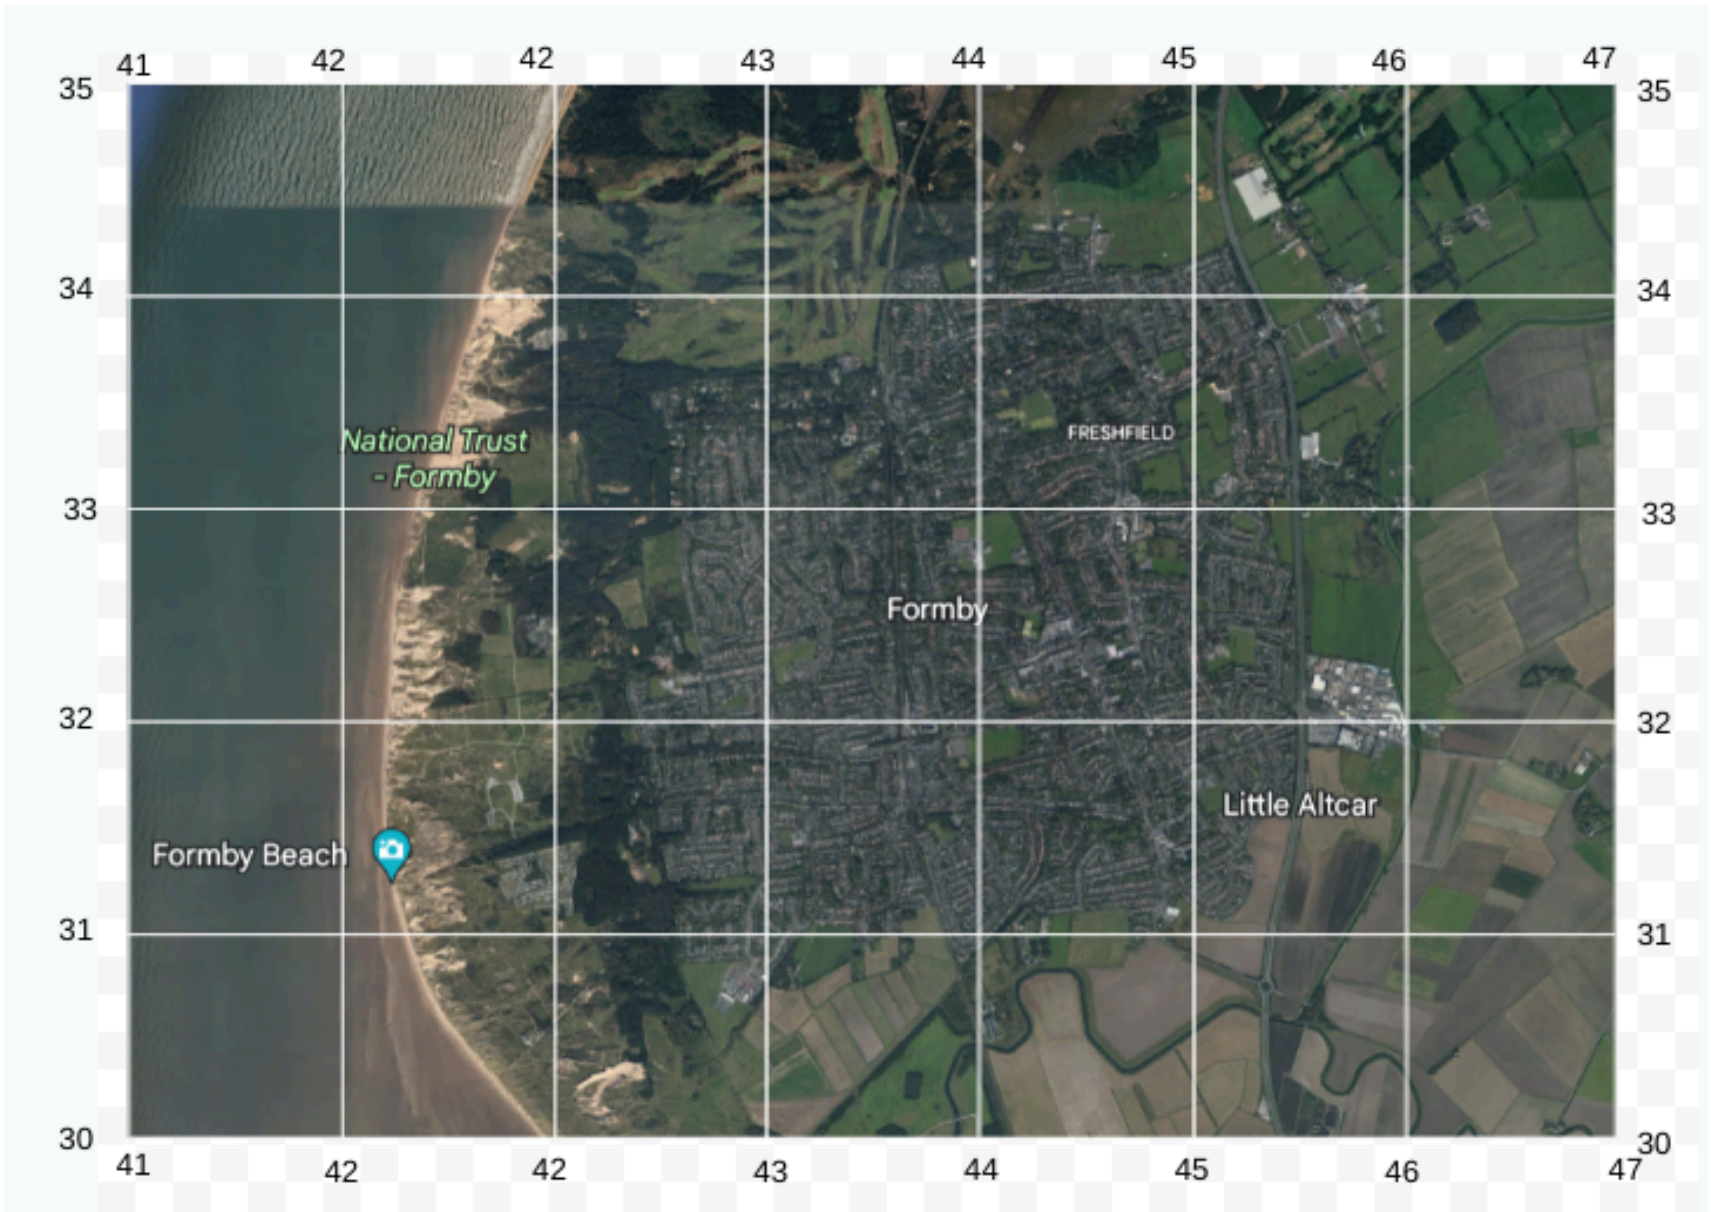 41 42 42 43 44 45 46 47
35 35
34 34
National Trust
- Formby
FRESHFIELD
33 33
Formby
32 32
Little Altcar
Formby Beach
31 31
30 30
41 42 42 43 44 45 46 47